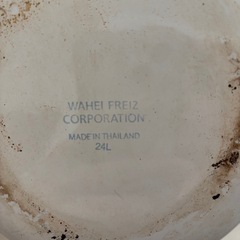 WAHEI FREIZ
CORPORATION
MADE IN THAILAND
24L